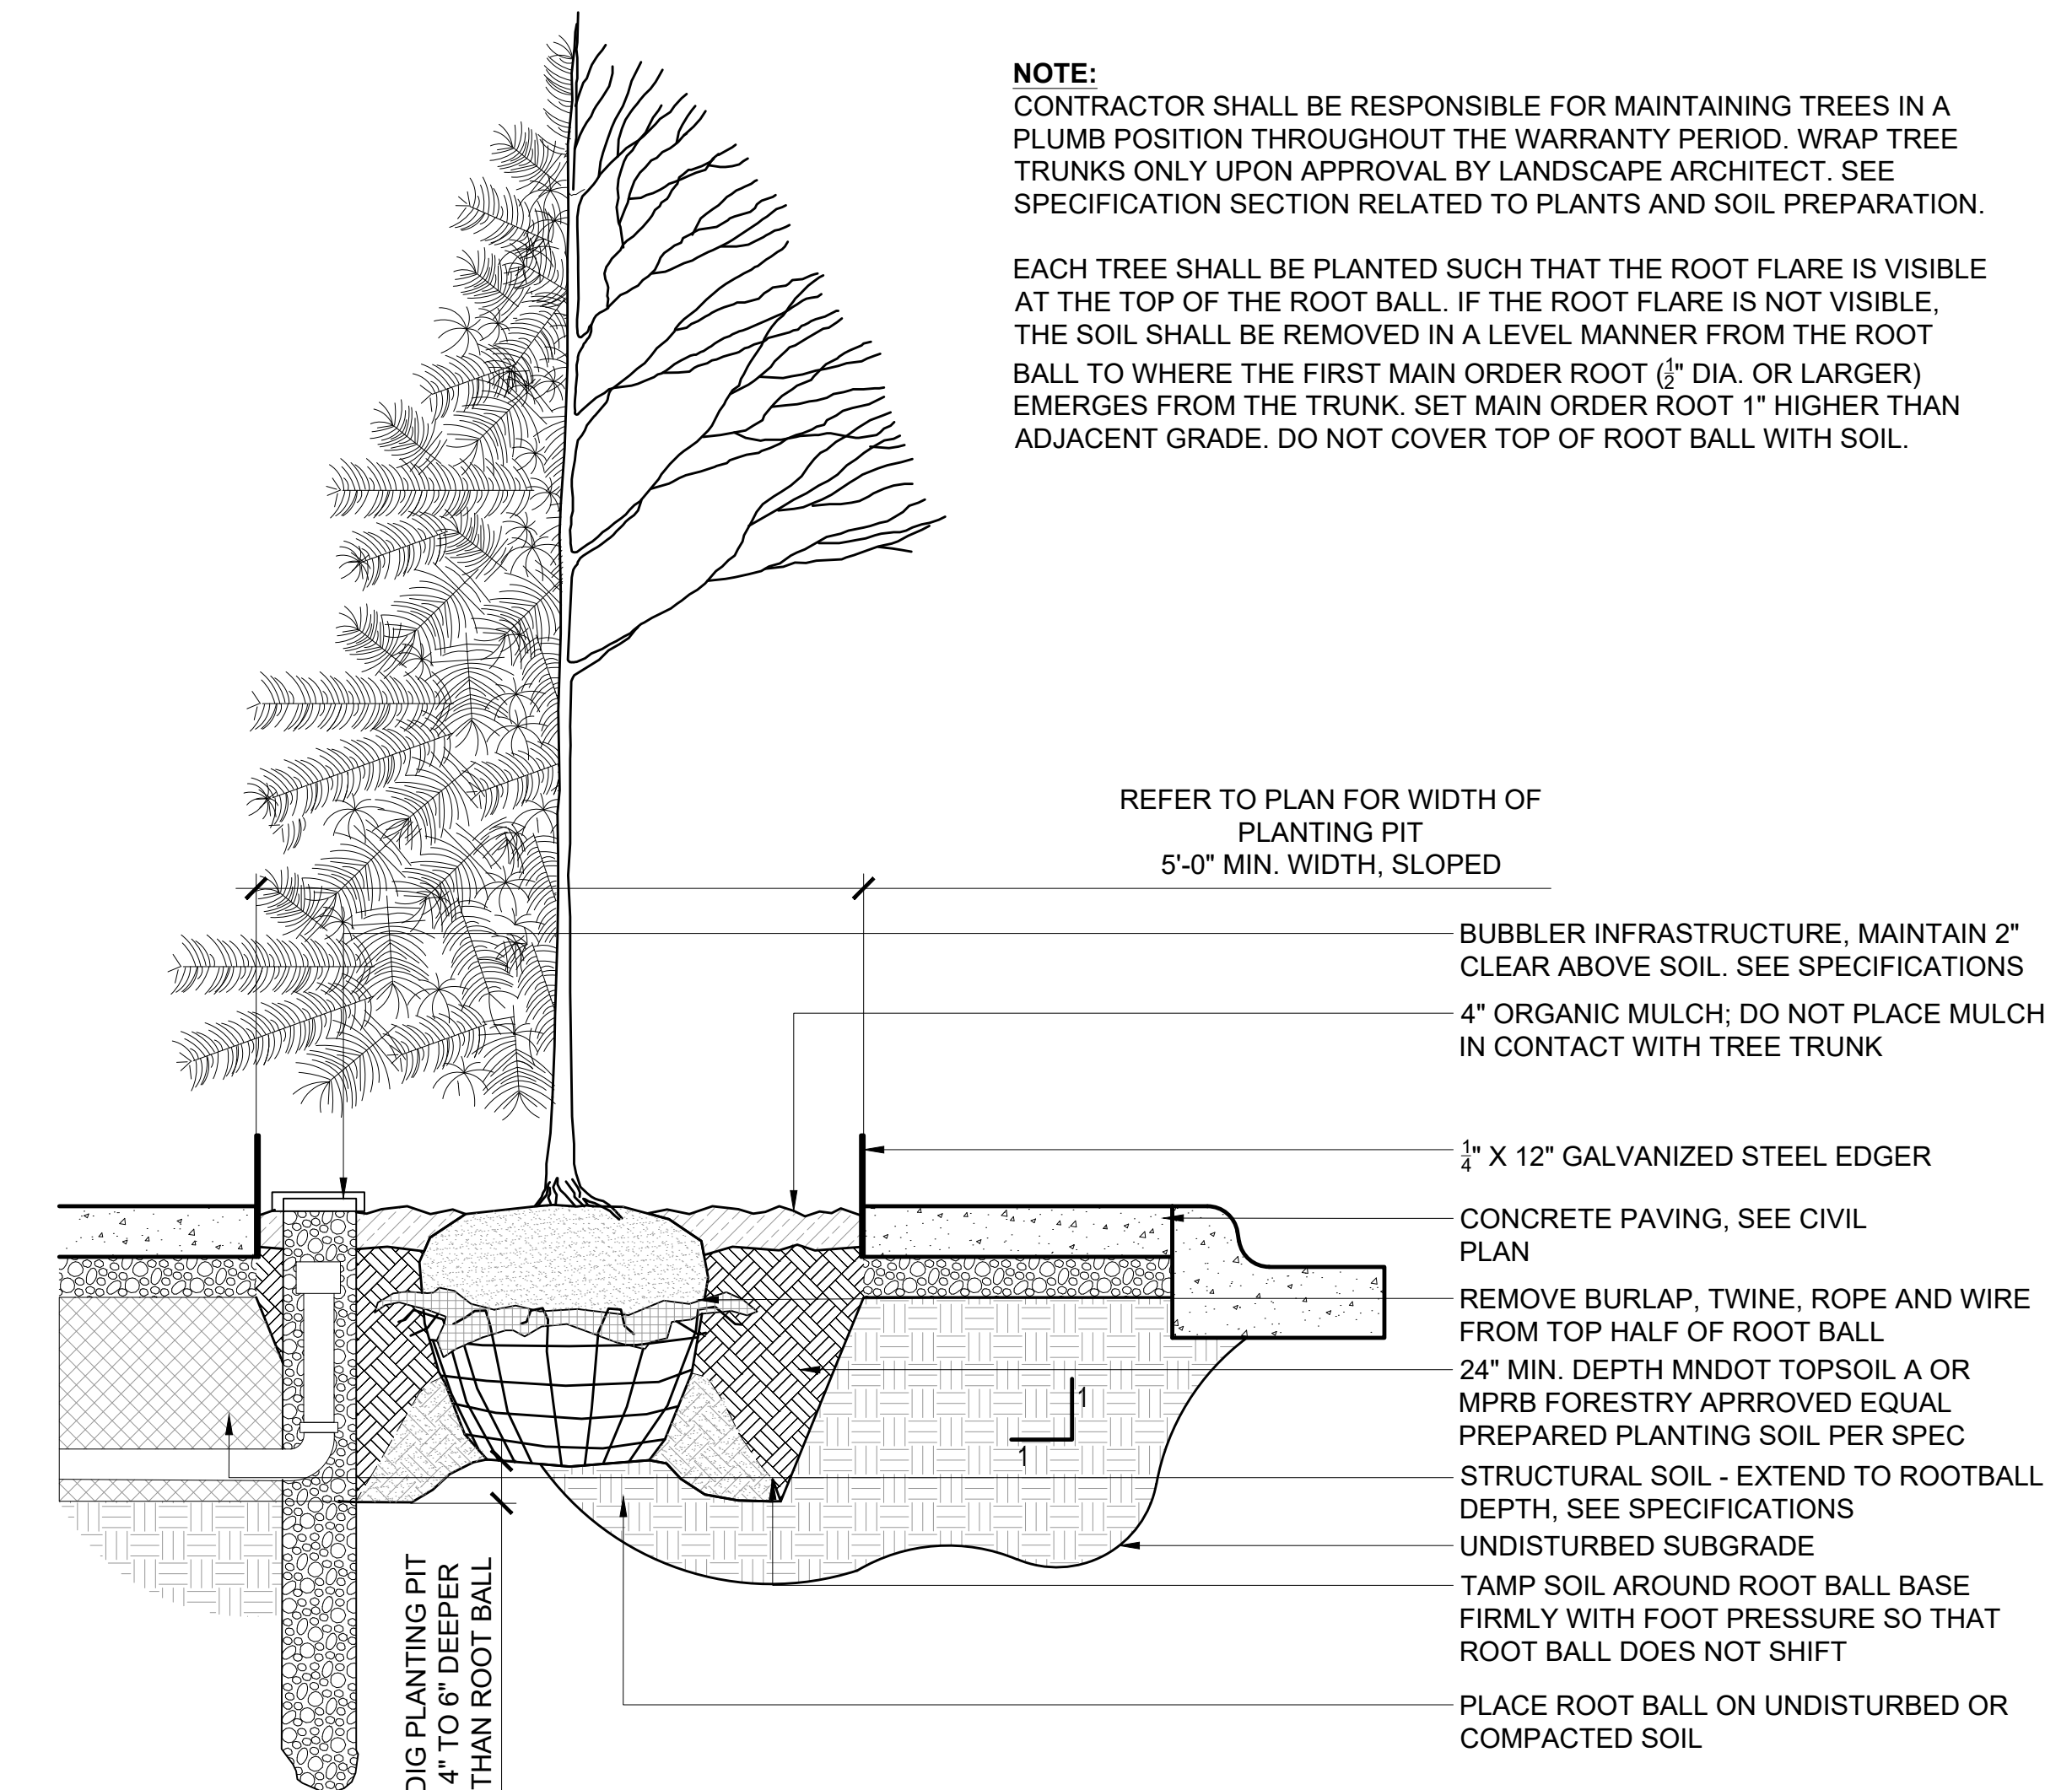 NOTE:
CONTRACTOR SHALL BE RESPONSIBLE FOR MAINTAINING TREES IN A
PLUMB POSITION THROUGHOUT THE WARRANTY PERIOD. WRAP TREE
TRUNKS ONLY UPON APPROVAL BY LANDSCAPE ARCHITECT. SEE
SPECIFICATION SECTION RELATED TO PLANTS AND SOIL PREPARATION.
EACH TREE SHALL BE PLANTED SUCH THAT THE ROOT FLARE IS VISIBLE
AT THE TOP OF THE ROOT BALL. IF THE ROOT FLARE IS NOT VISIBLE,
THE SOIL SHALL BE REMOVED IN A LEVEL MANNER FROM THE ROOT
BALL TO WHERE THE FIRST MAIN ORDER ROOT (1/2" DIA. OR LARGER)
EMERGES FROM THE TRUNK. SET MAIN ORDER ROOT 1" HIGHER THAN
ADJACENT GRADE. DO NOT COVER TOP OF ROOT BALL WITH SOIL.
REFER TO PLAN FOR WIDTH OF
PLANTING PIT
5'-0" MIN. WIDTH, SLOPED
BUBBLER INFRASTRUCTURE, MAINTAIN 2"
CLEAR ABOVE SOIL. SEE SPECIFICATIONS
4" ORGANIC MULCH; DO NOT PLACE MULCH
IN CONTACT WITH TREE TRUNK
1/4" X 12" GALVANIZED STEEL EDGER
CONCRETE PAVING, SEE CIVIL
PLAN
REMOVE BURLAP, TWINE, ROPE AND WIRE
FROM TOP HALF OF ROOT BALL
24" MIN. DEPTH MNDOT TOPSOIL A OR
MPRB FORESTRY APRROVED EQUAL
PREPARED PLANTING SOIL PER SPEC
STRUCTURAL SOIL - EXTEND TO ROOTBALL
DEPTH, SEE SPECIFICATIONS
UNDISTURBED SUBGRADE
TAMP SOIL AROUND ROOT BALL BASE
FIRMLY WITH FOOT PRESSURE SO THAT
ROOT BALL DOES NOT SHIFT
PLACE ROOT BALL ON UNDISTURBED OR
COMPACTED SOIL
1
1
DIG PLANTING PIT
4" TO 6" DEEPER
THAN ROOT BALL